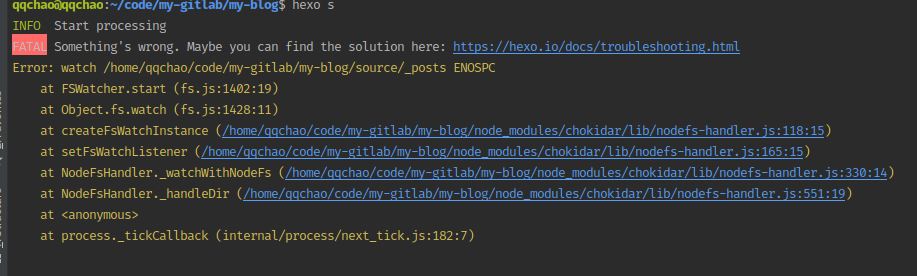 qqchao@qqchao:~/code/my-gitlab/my-blog$ hexo s
INFO  Start processing
FATAL Something's wrong. Maybe you can find the solution here: https://hexo.io/docs/troubleshooting.html
Error: watch /home/qqchao/code/my-gitlab/my-blog/source/_posts ENOSPC
    at FSWatcher.start (fs.js:1402:19)
    at Object.fs.watch (fs.js:1428:11)
    at createFsWatchInstance (/home/qqchao/code/my-gitlab/my-blog/node_modules/chokidar/lib/nodefs-handler.js:118:15)
    at setFsWatchListener (/home/qqchao/code/my-gitlab/my-blog/node_modules/chokidar/lib/nodefs-handler.js:165:15)
    at NodeFsHandler._watchWithNodeFs (/home/qqchao/code/my-gitlab/my-blog/node_modules/chokidar/lib/nodefs-handler.js:330:14)
    at NodeFsHandler._handleDir (/home/qqchao/code/my-gitlab/my-blog/node_modules/chokidar/lib/nodefs-handler.js:551:19)
    at <anonymous>
    at process._tickCallback (internal/process/next_tick.js:182:7)